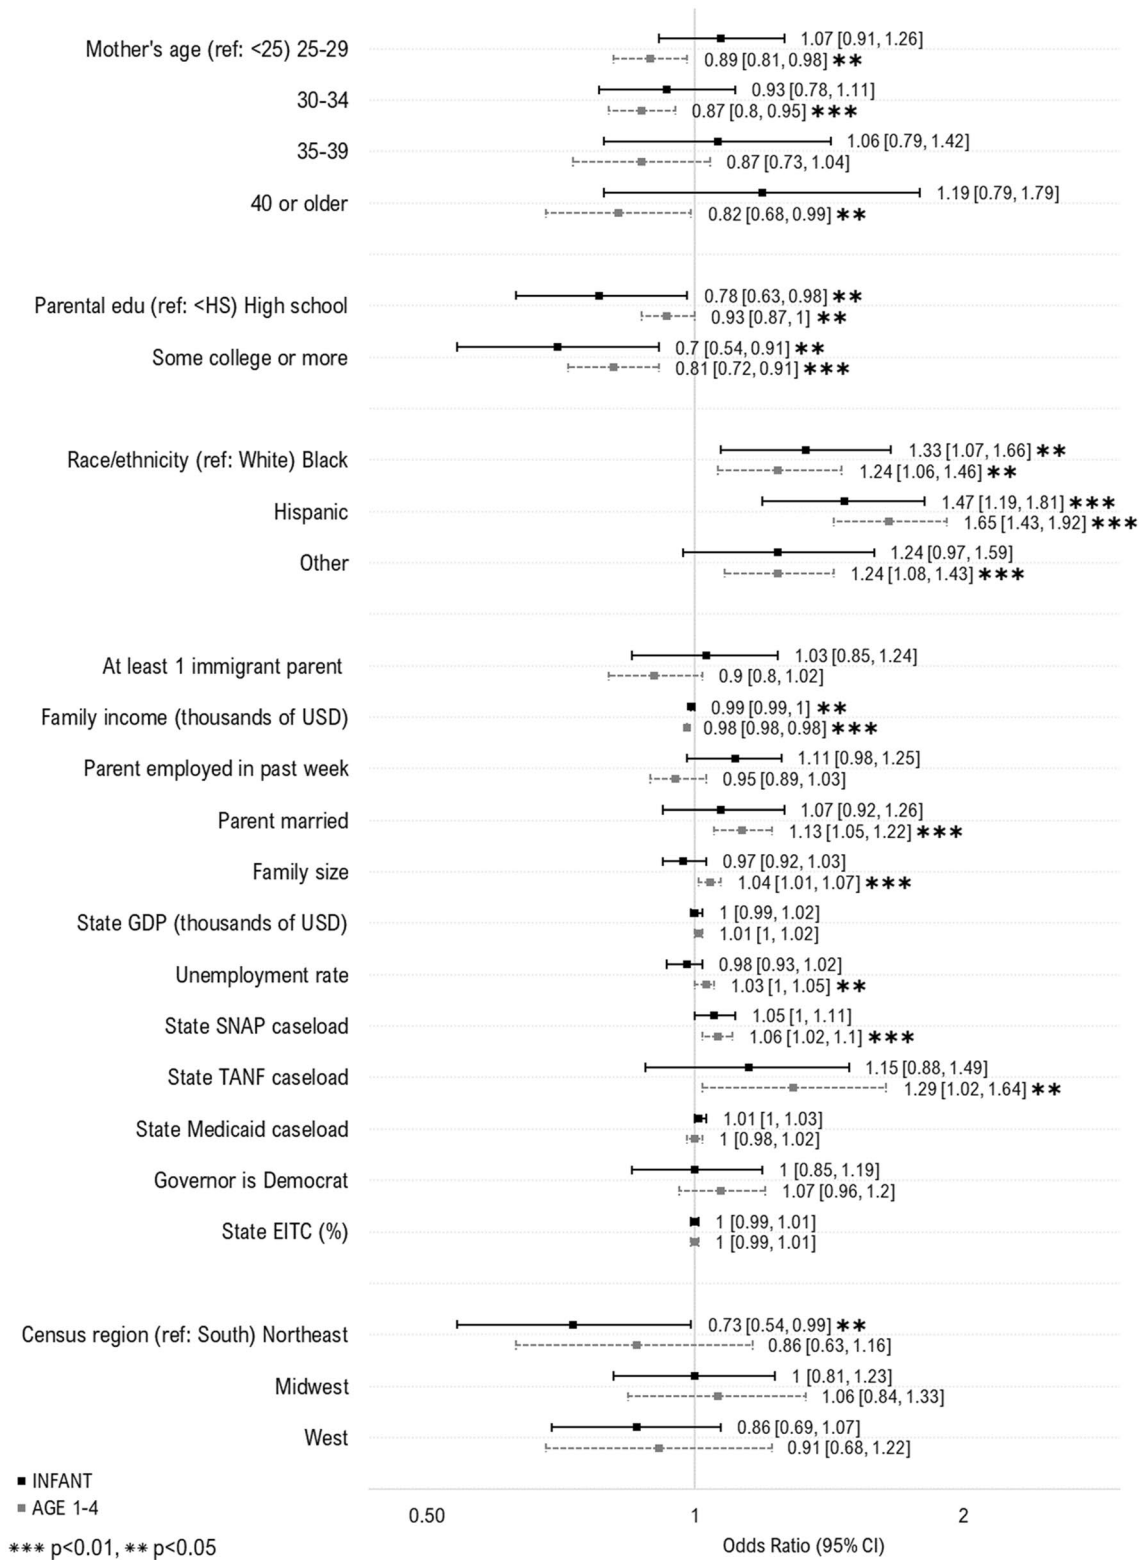 1.07 [0.91, 1.26]
Mother's age (ref: <25) 25-29
0.89 [0.81, 0.98] **
0.93 [0.78, 1.11]
30-34
0.87 [0.8, 0.95] ***
1.06 [0.79, 1.42]
35-39
0.87 [0.73, 1.04]
1.19 [0.79, 1.79]
40 or older
0.82 [0.68, 0.99] **
0.78 [0.63, 0.98] **
Parental edu (ref: <HS) High school
0.93 [0.87, 1] **
0.7 [0.54, 0.91] **
Some college or more
0.81 [0.72, 0.91] ***
1.33 [1.07, 1.66] **
Race/ethnicity (ref: White) Black
1.24 [1.06, 1.46] **
1.47 [1.19, 1.81] ***
Hispanic
1.65 [1.43, 1.92] ***
1.24 [0.97, 1.59]
Other
1.24 [1.08, 1.43] ***
1.03 [0.85, 1.24]
At least 1 immigrant parent
0.9 [0.8, 1.02]
0.99 [0.99, 1] **
Family income (thousands of USD)
0.98 [0.98, 0.98] ***
1.11 [0.98, 1.25]
Parent employed in past week
0.95 [0.89, 1.03]
1.07 [0.92, 1.26]
Parent married
1.13 [1.05, 1.22] ***
0.97 [0.92, 1.03]
Family size
1.04 [1.01, 1.07] ***
1 [0.99, 1.02]
State GDP (thousands of USD)
1.01 [1, 1.02]
0.98 [0.93, 1.02]
Unemployment rate
1.03 [1, 1.05] **
1.05 [1, 1.11]
State SNAP caseload
1.06 [1.02, 1.1] ***
1.15 [0.88, 1.49]
State TANF caseload
1.29 [1.02, 1.64] **
1.01 [1, 1.03]
State Medicaid caseload
1 [0.98, 1.02]
1 [0.85, 1.19]
Governor is Democrat
1.07 [0.96, 1.2]
1 [0.99, 1.01]
State EITC (%)
1 [0.99, 1.01]
0.73 [0.54, 0.99] **
Census region (ref: South) Northeast
0.86 [0.63, 1.16]
1 [0.81, 1.23]
Midwest
1.06 [0.84, 1.33]
0.86 [0.69, 1.07]
West
0.91 [0.68, 1.22]
INFANT
AGE 1-4
0.50 1 2
*** p<0.01, ** p<0.05
Odds Ratio (95% CI)